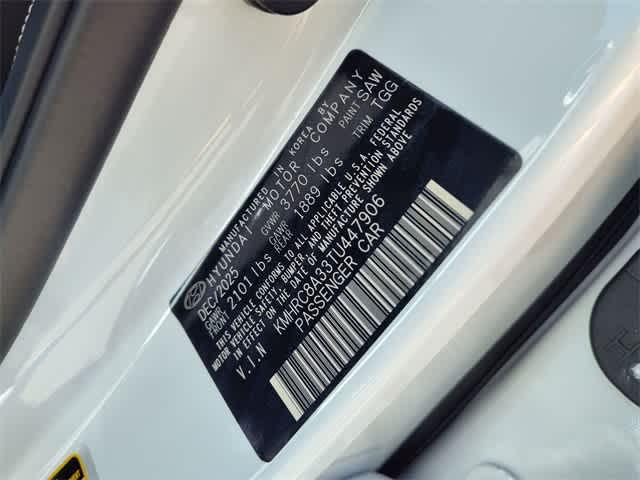 MANUFACTURED IN KOREA BY
HYUNDAI MOTOR COMPANY
DEC/2025 GVWR 3770 lbs PAINT SAW
GAWR FRONT 2101 lbs GAWR REAR 1889 lbs TRIM TGG
THIS VEHICLE CONFORMS TO ALL APPLICABLE U.S.A FEDERAL
MOTOR VEHICLE SAFETY, BUMPER, AND THEFT PREVENTION STANDARDS
IN EFFECT ON THE DATE OF MANUFACTURE SHOWN ABOVE
V.I.N KMHRC8A33TU447906
PASSENGER CAR